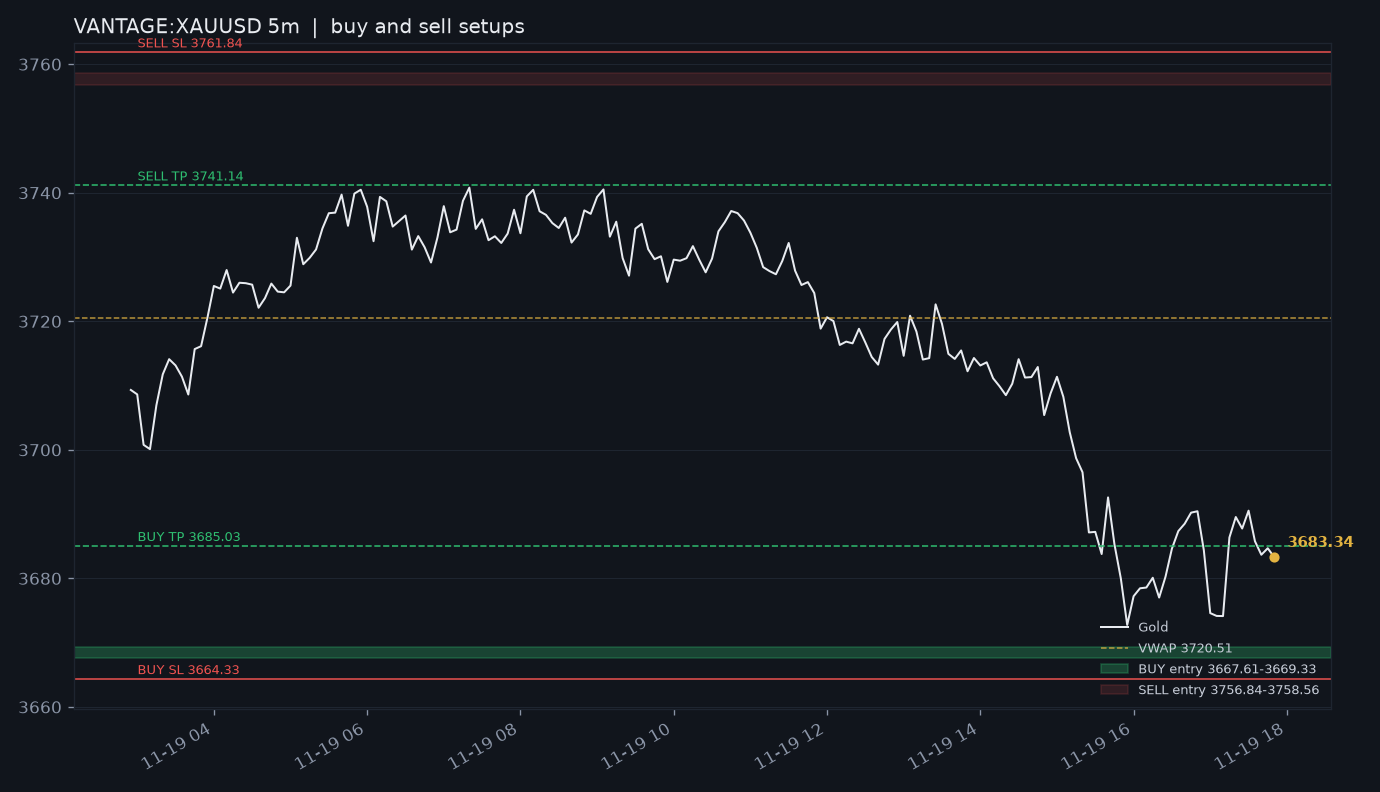 VANTAGE:XAUUSD 5m | buy and sell setups
SELL SL 3761.84
3760
SELL TP 3741.14
3740
3720
3700
BUY TP 3685.03
3683.34
3680
Gold
VWAP 3720.51
BUY SL 3664.33
BUY entry 3667.61-3669.33
SELL entry 3756.84-3758.56
3660
11-19 04
11-19 06
11-19 08
11-19 10
11-19 12
11-19 14
11-19 16
11-19 18